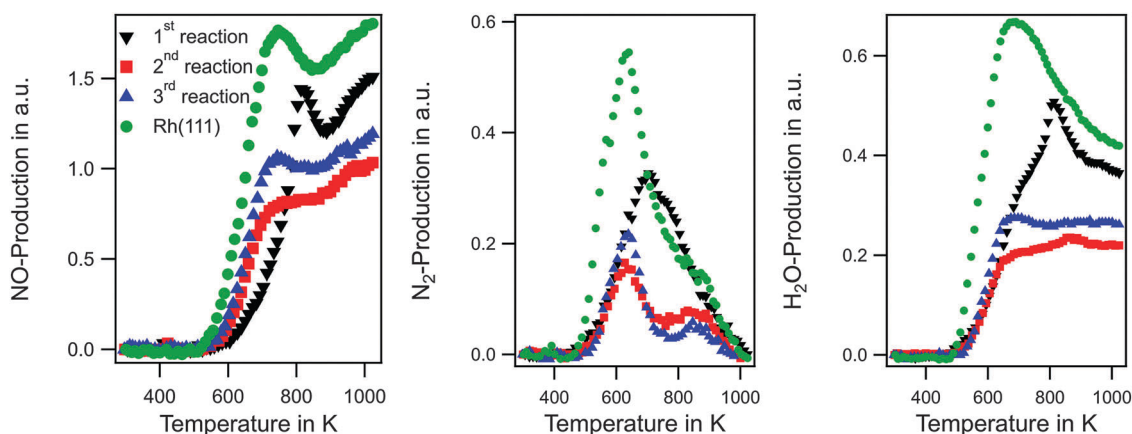 NO-Production in a.u.
1.5
1.0
0.5
0.0
1st reaction
2nd reaction
3rd reaction
Rh(111)
400 600 800 1000
Temperature in K
N2-Production in a.u.
0.6
0.4
0.2
0.0
400 600 800 1000
Temperature in K
H2O-Production in a.u.
0.6
0.4
0.2
0.0
400 600 800 1000
Temperature in K